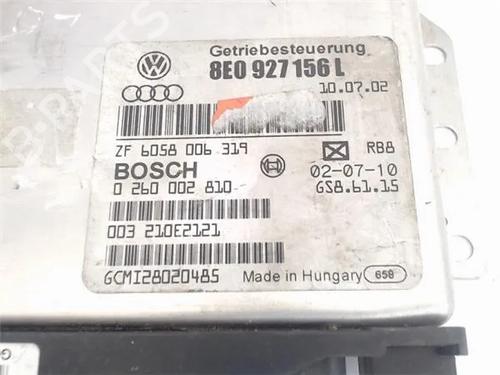 Getriebesteuerung
8E0 927 156 L
10.07.02
ZF 6058 006 319
RB8
BOSCH
02-07-10
0 260 002 810
GS8.61.15
003 210E2121
GCMI28020485
Made in Hungary
658
B-PARTS